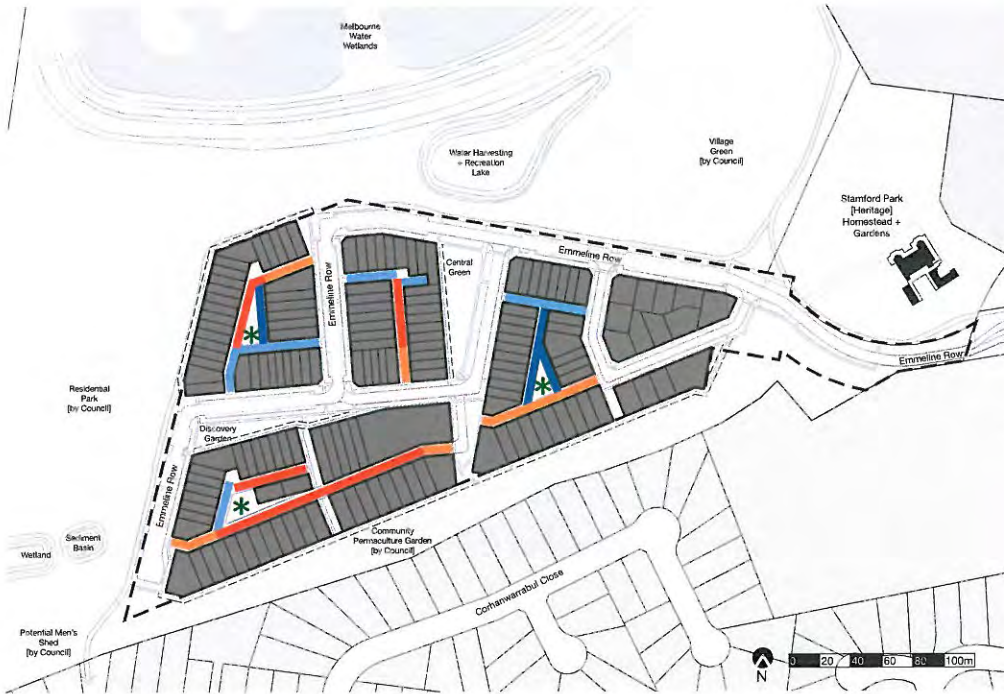 Melbourne
Water
Wetlands
Water Harvesting
+ Recreation
Lake
Village
Green
[by Council]
Stamford Park
[Heritage]
Homestead +
Gardens
Emmeline Row
Central
Green
Emmeline Row
Emmeline Row
Residential
Park
[by Council]
Discovery
Garden
Emmeline Row
Community
Permaculture Garden
[by Council]
Wetland
Sediment
Basin
Corhanwarrabul Close
Potential Men's
Shed
[by Council]
N
0 20 40 60 80 100m